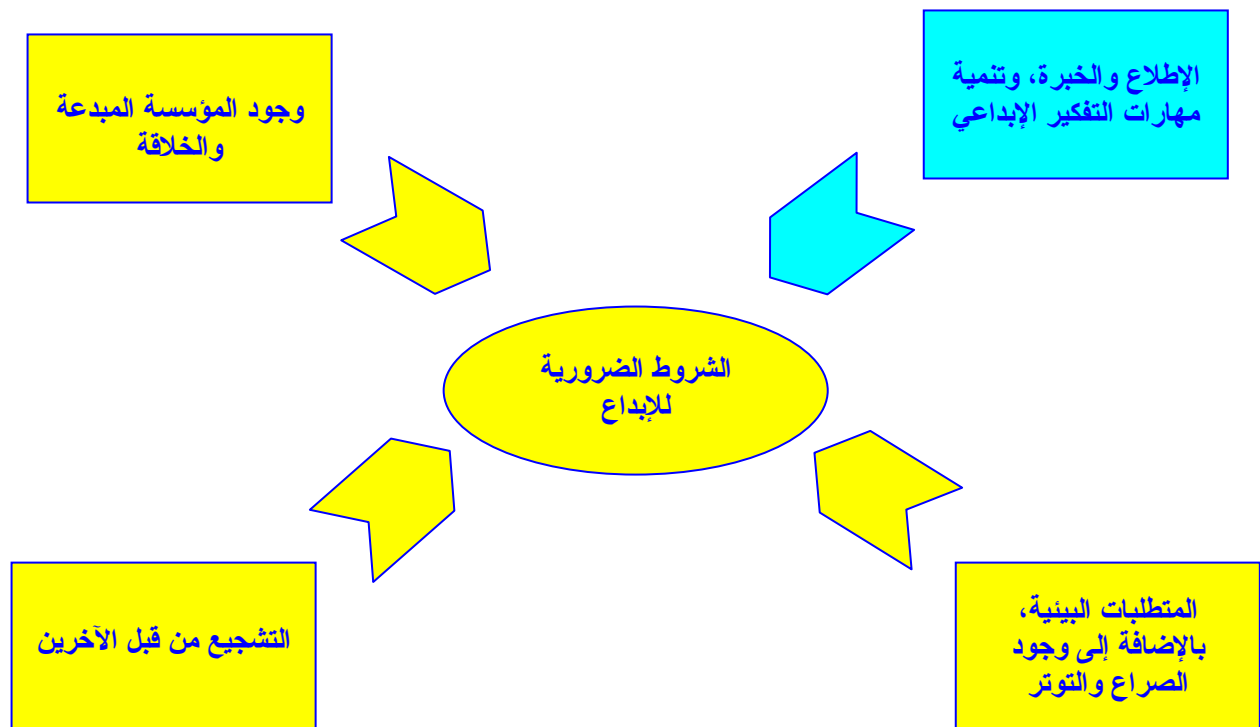 الإطلاع والخبرة، وتنمية
مهارات التفكير الإبداعي
وجود المؤسسة المبدعة
والخلاقة
الشروط الضرورية
للإبداع
المتطلبات البيئية،
بالإضافة إلى وجود
الصراع والتوتر
التشجيع من قبل الآخرين